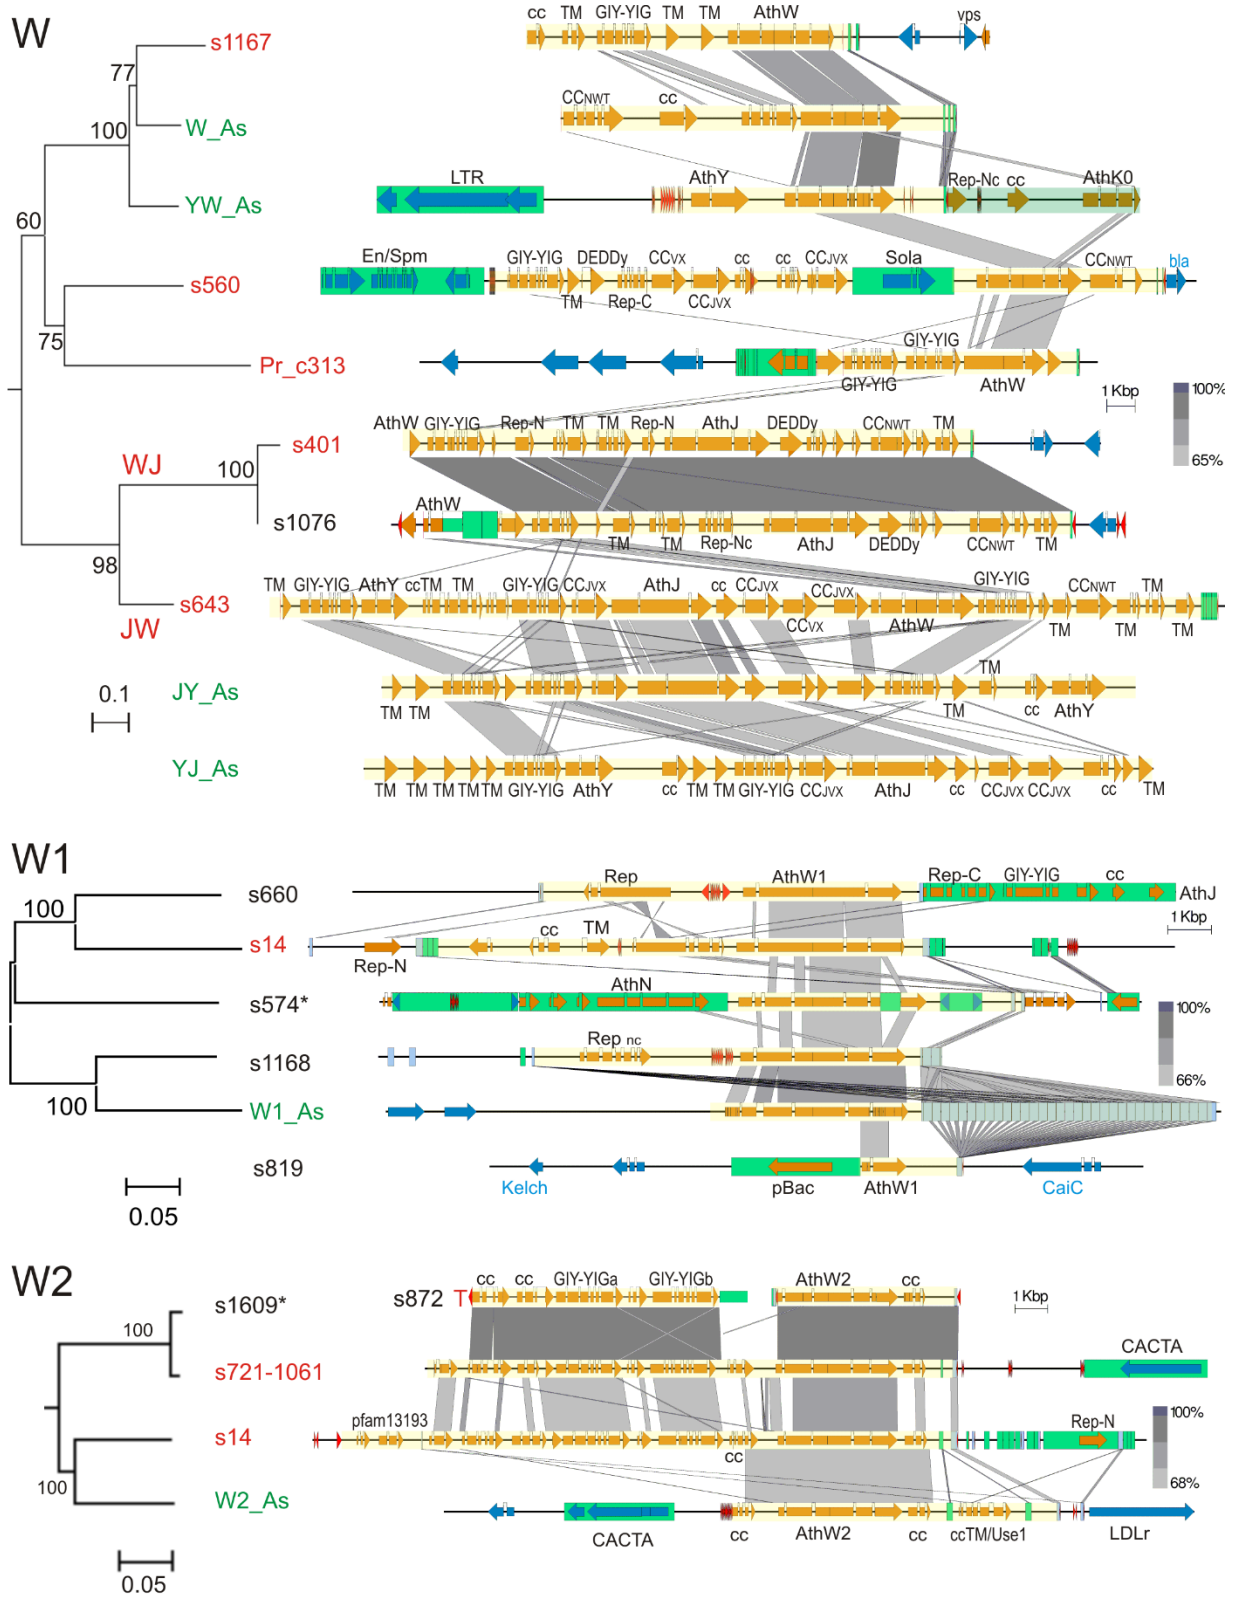 W
cc TM GIY-YIG TM TM AthW vps
s1167
77
CCNWT cc
W_As
100
LTR AthY Rep-Nc cc AthK0
YW_As
60
En/Spm GIY-YIG DEDDy CCVX cc cc CCJVX Sola CCNWT bla
s560
TM Rep-C CCJVX
75
GIY-YIG
Pr_c313
GIY-YIG AthW
1 Kbp
100%
65%
AthW GIY-YIG Rep-N TM TM Rep-N AthJ DEDDy CCNWT TM
s401
WJ
100
AthW
s1076
TM TM Rep-Nc AthJ DEDDy CCNWT TM
98
TM GIY-YIG AthY ccTM TM GIY-YIG CCJVX AthJ cc CCJVX CCJVX GIY-YIG CCNWT TM
s643
JW
CCVX AthW TM TM TM
0.1
JY_As
TM
TM TM TM cc AthY
YJ_As
TM TM TM TM TM GIY-YIG AthY cc TM TM GIY-YIG CCJVX AthJ cc CCJVX CCJVX cc TM
W1
s660
Rep AthW1 Rep-C GIY-YIG cc AthJ
100
1 Kbp
s14
cc TM
Rep-N
s574*
AthN
100%
66%
s1168
Rep nc
100
W1_As
s819
Kelch pBac AthW1 CaiC
0.05
W2
s1609*
s872 T
cc cc GIY-YIGa GIY-YIGb AthW2 cc
1 Kbp
100
s721-1061
CACTA
pfam13193 Rep-N
s14
cc
100%
68%
100
W2_As
CACTA cc AthW2 cc ccTM/Use1 LDLr
0.05